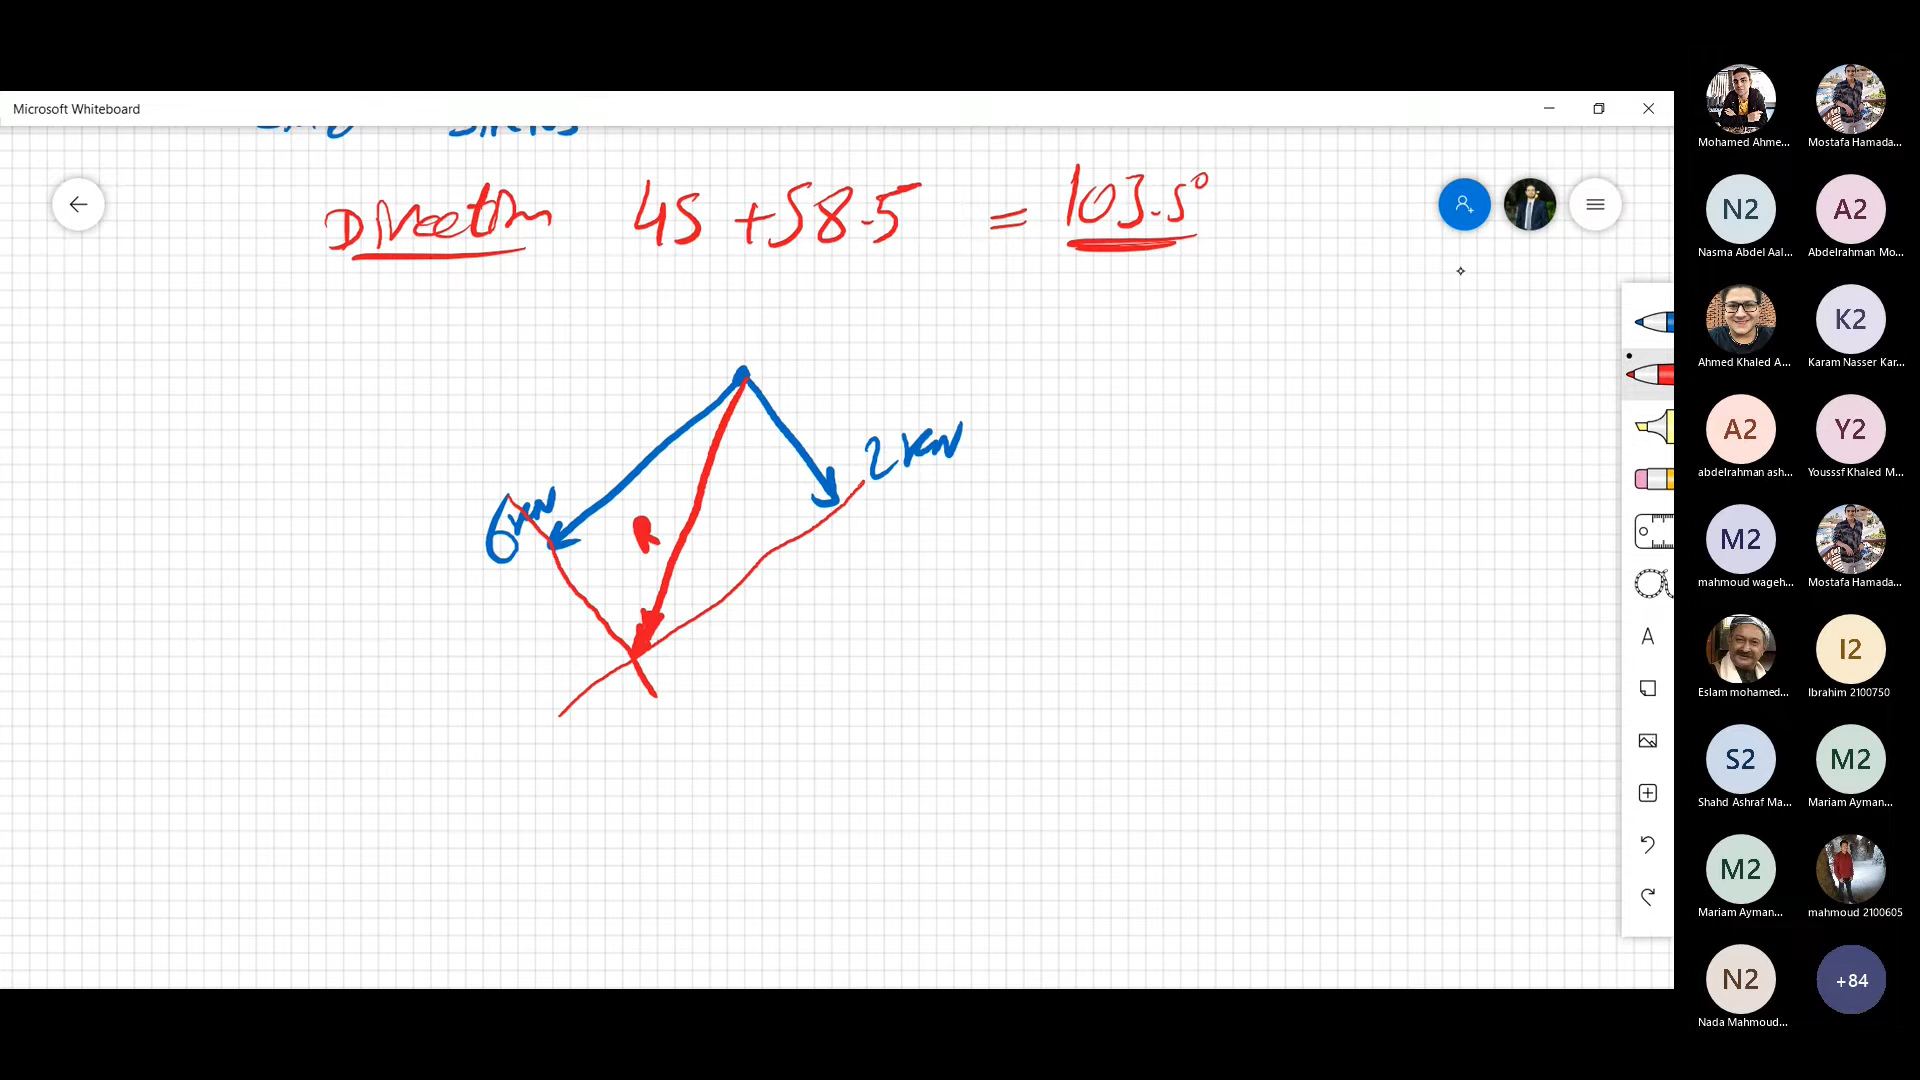 Microsoft Whiteboard
Direction 45 + 58.5 = 103.5°
2 KN
6 KN
R
A
Mohamed Ahme...
Mostafa Hamada...
N2
Nasma Abdel Aal...
A2
Abdelrahman Mo...
Ahmed Khaled A...
K2
Karam Nasser Kar...
A2
abdelrahman ash...
Y2
Yousssf Khaled M...
M2
mahmoud wageh...
Mostafa Hamada...
Eslam mohamed...
I2
Ibrahim 2100750
S2
Shahd Ashraf Ma...
M2
Mariam Ayman...
M2
Mariam Ayman...
mahmoud 2100605
N2
Nada Mahmoud...
+84